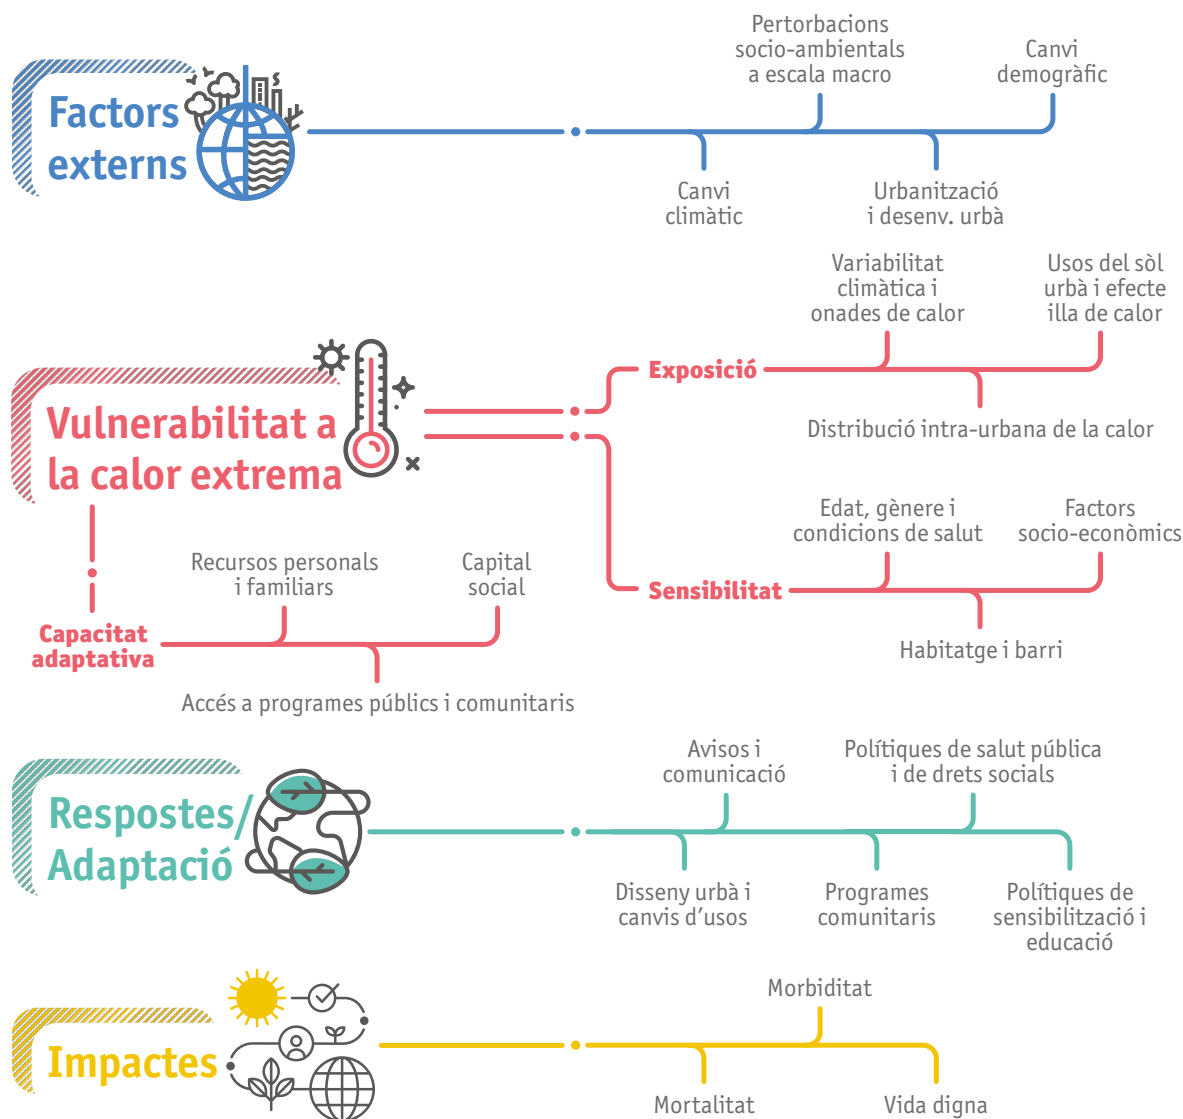 Factors
externs
Pertorbacions
socio-ambientals
a escala macro
Canvi
demogràfic
Canvi
climàtic
Urbanització
i desenv. urbà
Vulnerabilitat a
la calor extrema
Exposició
Variabilitat
climàtica i
onades de calor
Usos del sòl
urbà i efecte
illa de calor
Distribució intra-urbana de la calor
Sensibilitat
Edat, gènere i
condicions de salut
Factors
socio-econòmics
Habitatge i barri
Capacitat
adaptativa
Recursos personals
i familiars
Capital
social
Accés a programes públics i comunitaris
Respostes/
Adaptació
Avisos i
comunicació
Polítiques de salut pública
i de drets socials
Disseny urbà i
canvis d'usos
Programes
comunitaris
Polítiques de
sensibilització i
educació
Impactes
Morbiditat
Mortalitat
Vida digna